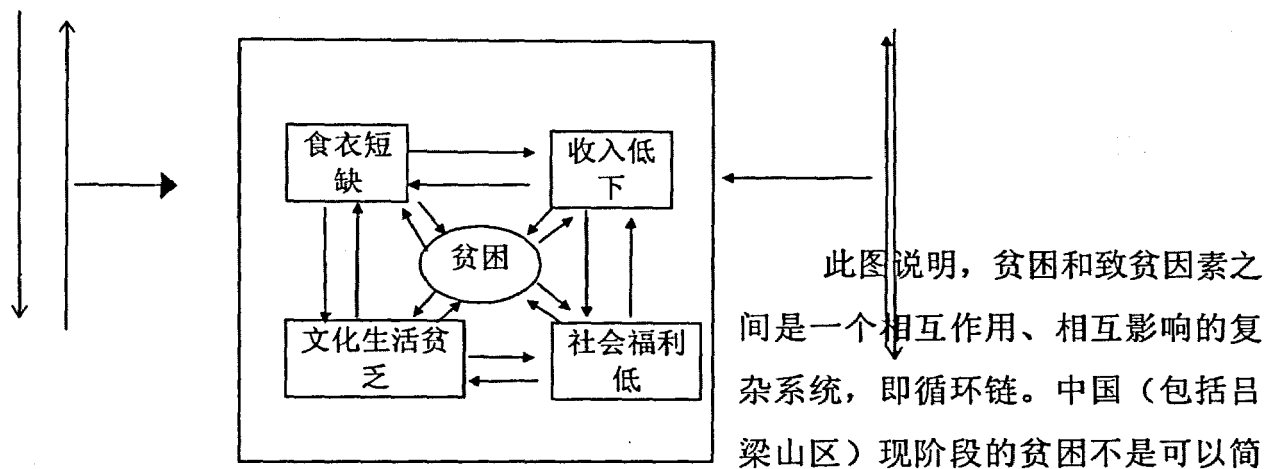 食衣短
缺
收入低
下
贫困
文化生活贫
乏
社会福利
低
此图说明，贫困和致贫因素之
间是一个相互作用、相互影响的复
杂系统，即循环链。中国（包括吕
梁山区）现阶段的贫困不是可以简